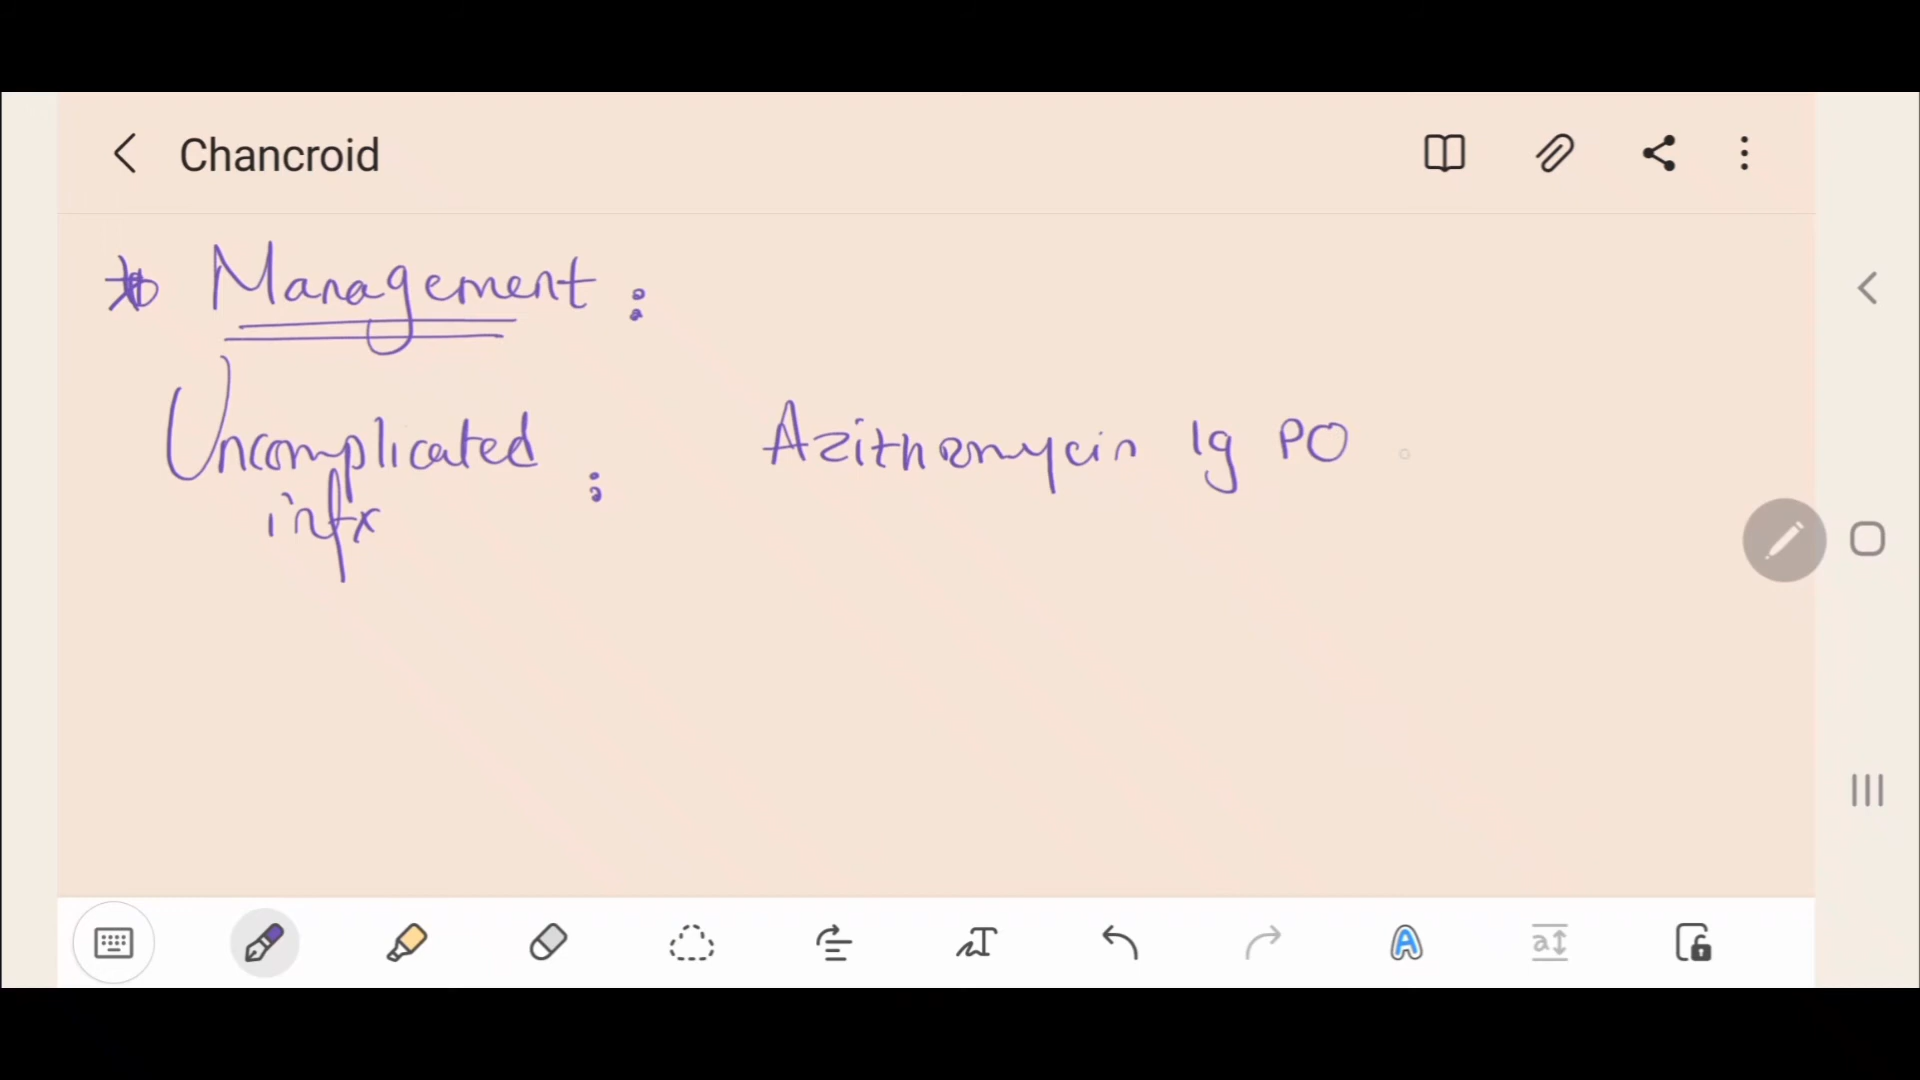 Chancroid
* Management :
Uncomplicated infx : Azithromycin 1g PO